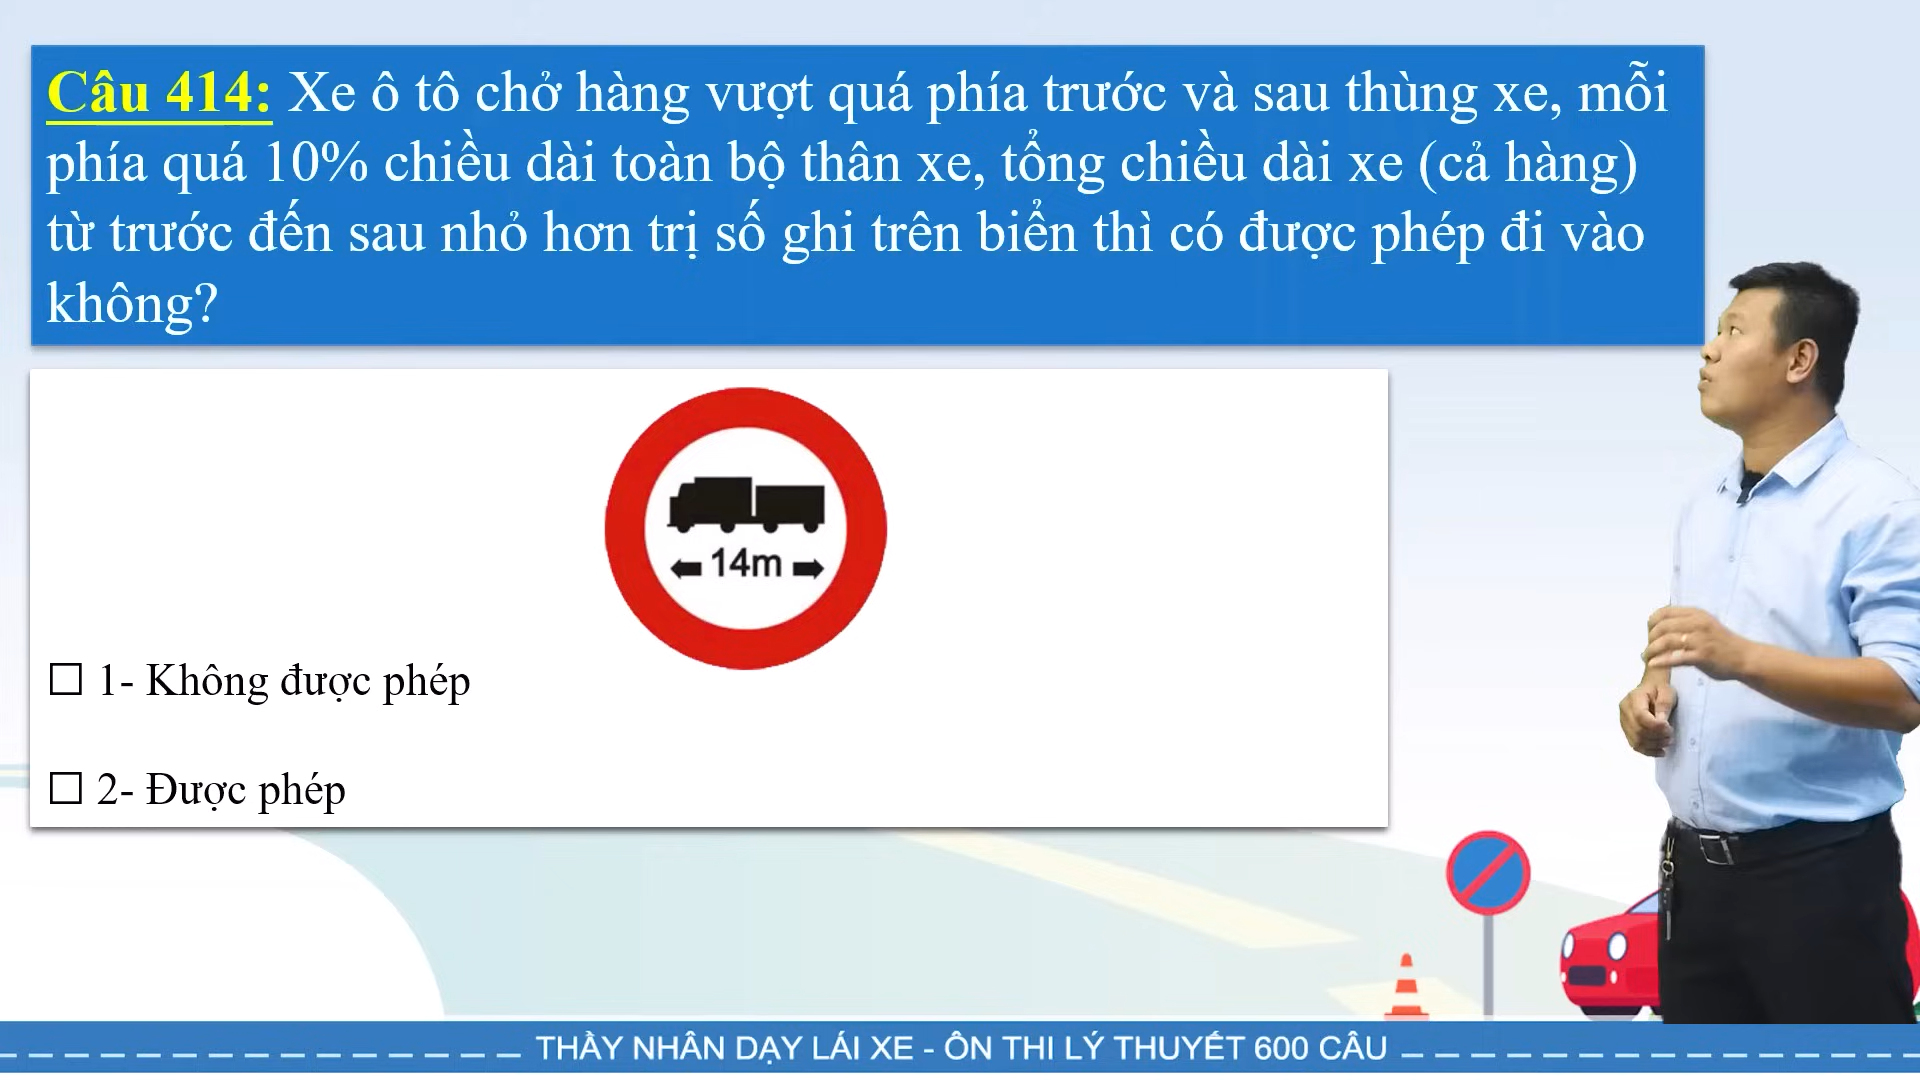 Câu 414: Xe ô tô chở hàng vượt quá phía trước và sau thùng xe, mỗi
phía quá 10% chiều dài toàn bộ thân xe, tổng chiều dài xe (cả hàng)
từ trước đến sau nhỏ hơn trị số ghi trên biển thì có được phép đi vào
không?
14m
1- Không được phép
2- Được phép
THẦY NHÂN DẠY LÁI XE - ÔN THI LÝ THUYẾT 600 CÂU